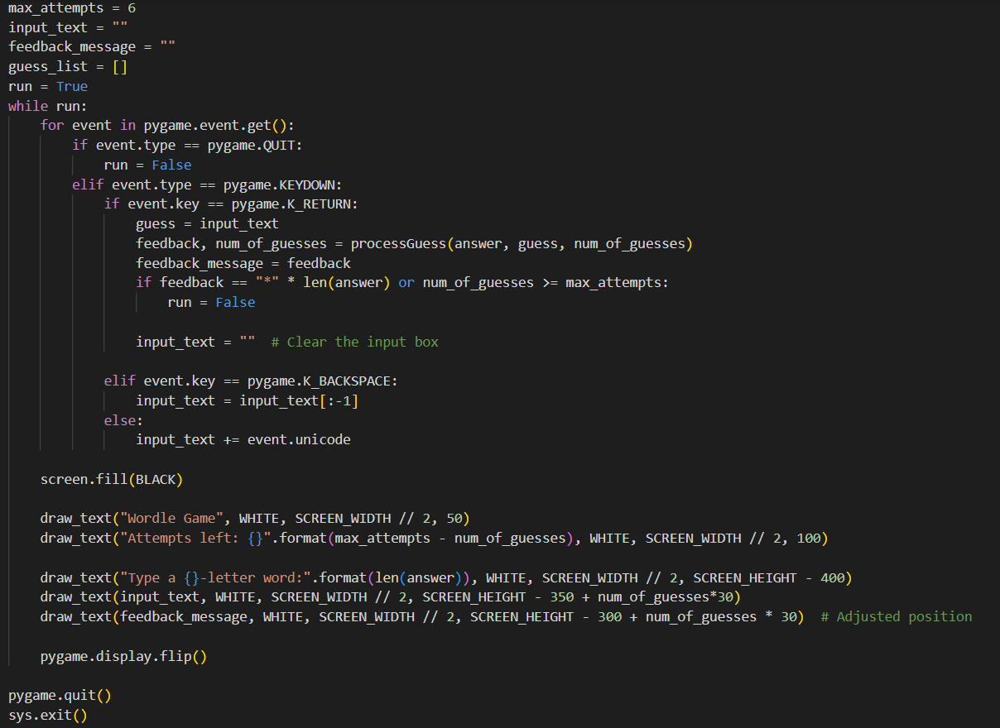 max_attempts = 6
input_text = ""
feedback_message = ""
guess_list = []
run = True
while run:
    for event in pygame.event.get():
        if event.type == pygame.QUIT:
            run = False
        elif event.type == pygame.KEYDOWN:
            if event.key == pygame.K_RETURN:
                guess = input_text
                feedback, num_of_guesses = processGuess(answer, guess, num_of_guesses)
                feedback_message = feedback
                if feedback == "*" * len(answer) or num_of_guesses >= max_attempts:
                    run = False

                input_text = ""  # Clear the input box

            elif event.key == pygame.K_BACKSPACE:
                input_text = input_text[:-1]
            else:
                input_text += event.unicode

    screen.fill(BLACK)

    draw_text("Wordle Game", WHITE, SCREEN_WIDTH // 2, 50)
    draw_text("Attempts left: {}".format(max_attempts - num_of_guesses), WHITE, SCREEN_WIDTH // 2, 100)

    draw_text("Type a {}-letter word:".format(len(answer)), WHITE, SCREEN_WIDTH // 2, SCREEN_HEIGHT - 400)
    draw_text(input_text, WHITE, SCREEN_WIDTH // 2, SCREEN_HEIGHT - 350 + num_of_guesses*30)
    draw_text(feedback_message, WHITE, SCREEN_WIDTH // 2, SCREEN_HEIGHT - 300 + num_of_guesses * 30)  # Adjusted position

    pygame.display.flip()

pygame.quit()
sys.exit()